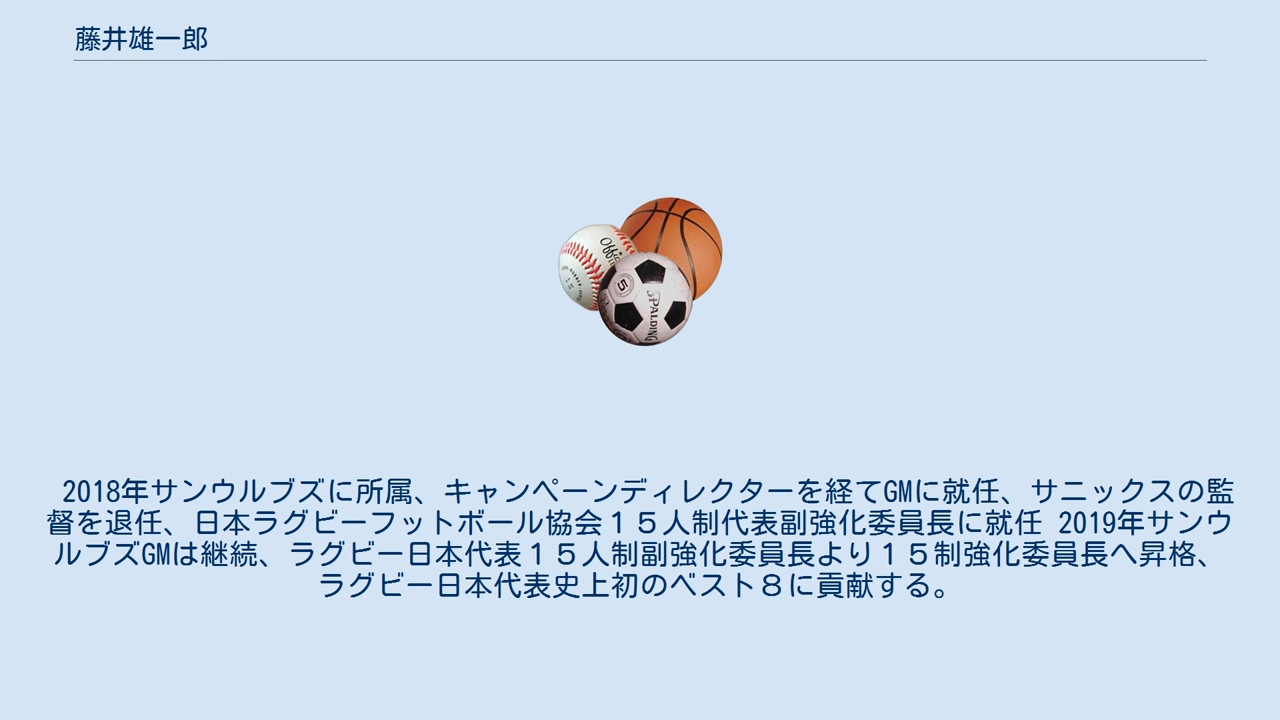 藤井雄一郎
Offici
5
SPALDING
2018年サンウルブズに所属、キャンペーンディレクターを経てGMに就任、サニックスの監
督を退任、日本ラグビーフットボール協会１５人制代表副強化委員長に就任 2019年サンウ
ルブズGMは継続、ラグビー日本代表１５人制副強化委員長より１５制強化委員長へ昇格、
ラグビー日本代表史上初のベスト８に貢献する。